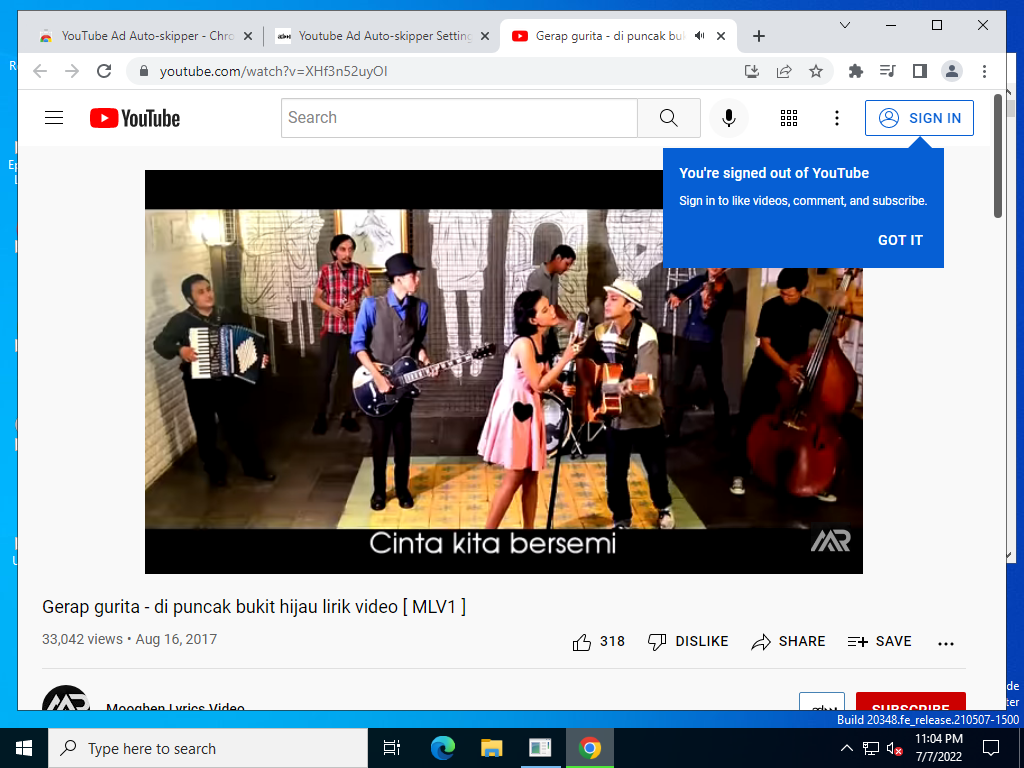 YouTube Ad Auto-skipper - Chro
Youtube Ad Auto-skipper Setting
Gerap gurita - di puncak buk
youtube.com/watch?v=XHf3n52uyOI
YouTube
Search
SIGN IN
You're signed out of YouTube
Sign in to like videos, comment, and subscribe.
GOT IT
Cinta kita bersemi
MR
Gerap gurita - di puncak bukit hijau lirik video [ MLV1 ]
33,042 views • Aug 16, 2017
318
DISLIKE
SHARE
SAVE
Mooghen Lyrics Video
SUBSCRIBE
Build 20348.fe_release.210507-1500
Type here to search
11:04 PM
7/7/2022